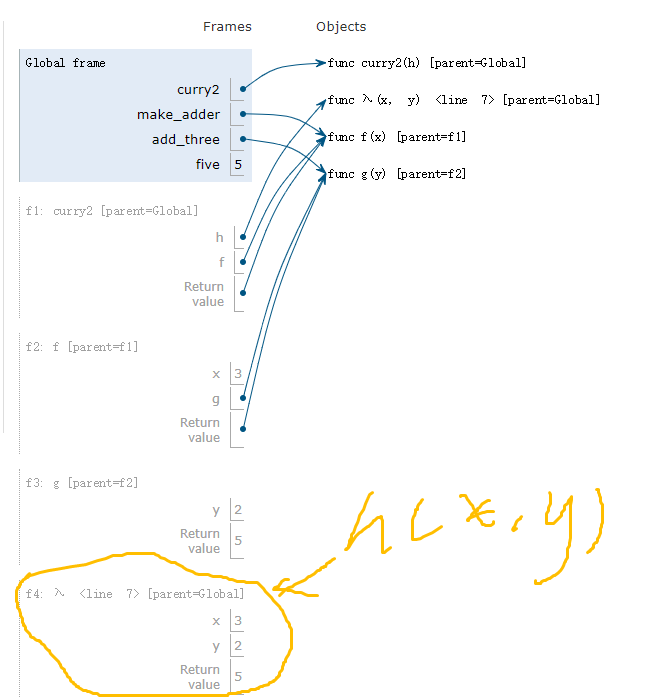 Frames Objects
Global frame
func curry2(h) [parent=Global]
curry2
func λ(x, y) <line 7> [parent=Global]
make_adder
func f(x) [parent=f1]
add_three
five 5
func g(y) [parent=f2]
f1: curry2 [parent=Global]
h
f
Return
value
f2: f [parent=f1]
x 3
g
Return
value
f3: g [parent=f2]
y 2
Return
value 5
h(x,y)
f4: λ <line 7> [parent=Global]
x 3
y 2
Return
value 5